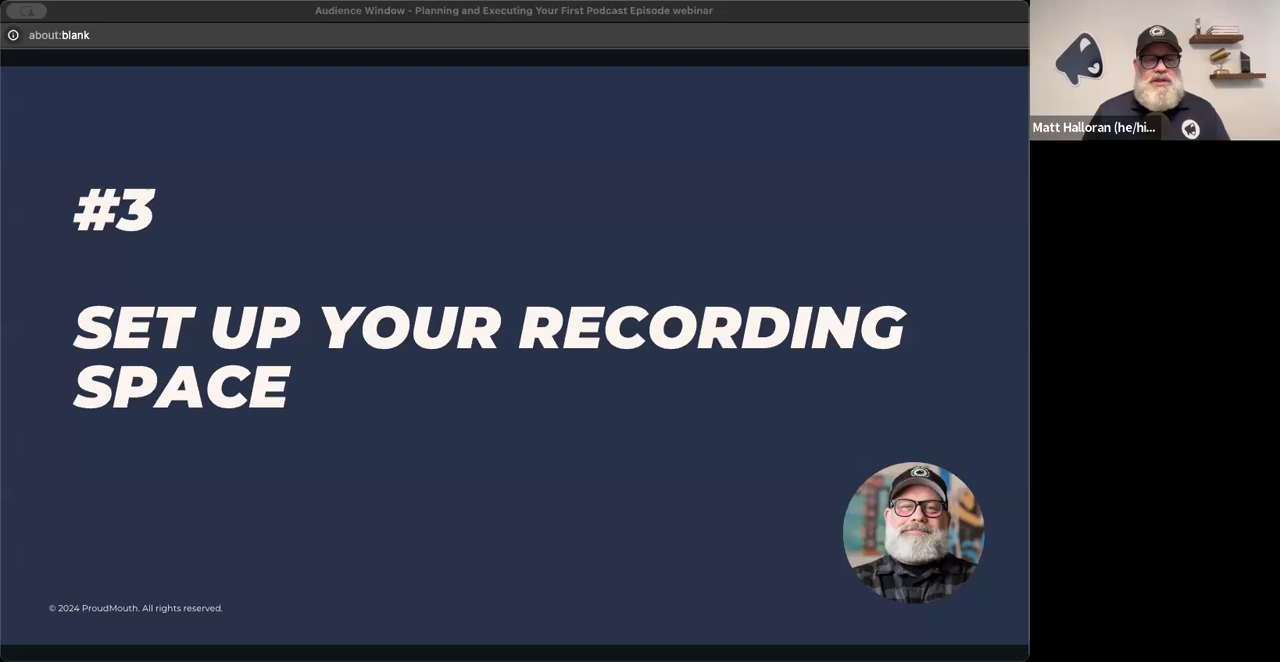 Audience Window - Planning and Executing Your First Podcast Episode webinar
about:blank
#3
SET UP YOUR RECORDING
SPACE
© 2024 ProudMouth. All rights reserved.
Matt Halloran (he/hi...